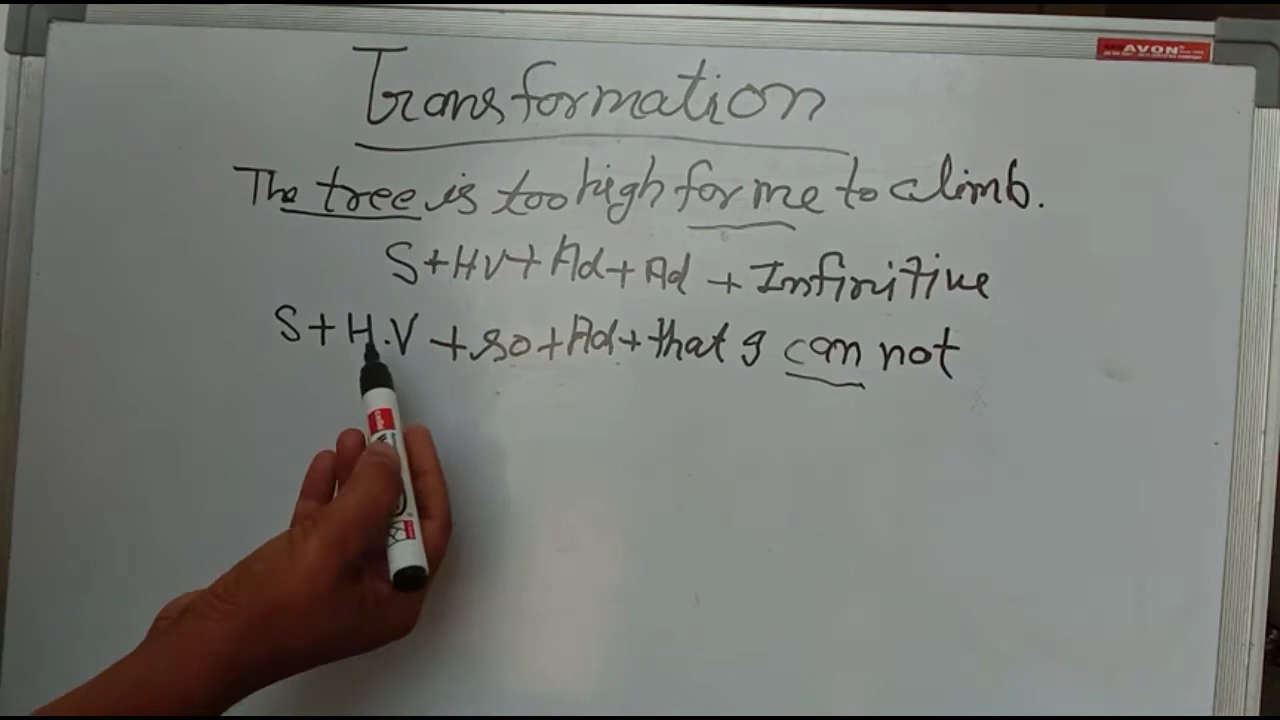 AVON
Transformation
The tree is too high for me to climb.
S+HV+Ad+Ad+Infinitive
S+H.V+so+Ad+that I can not